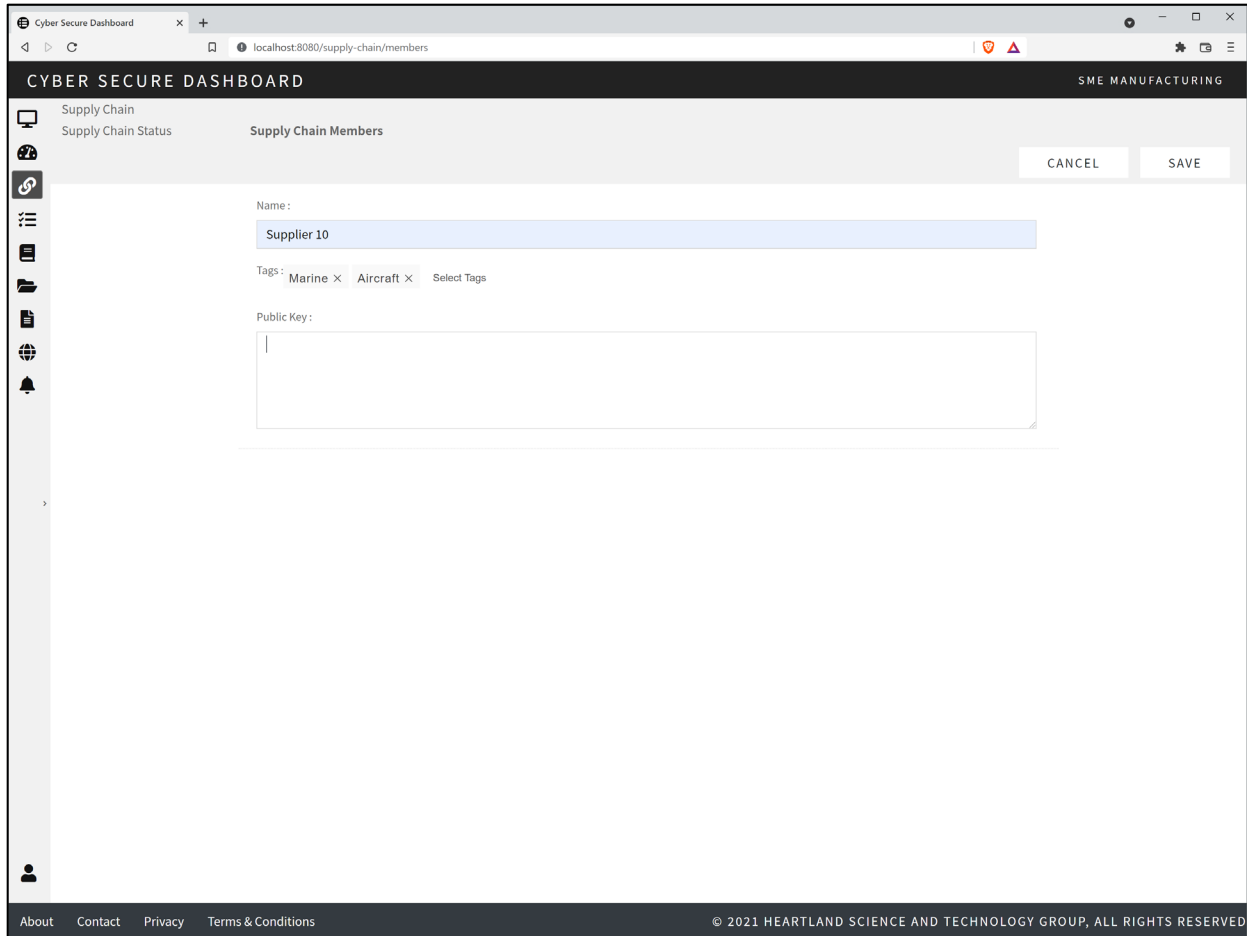 Cyber Secure Dashboard
localhost:8080/supply-chain/members
CYBER SECURE DASHBOARD
SME MANUFACTURING
Supply Chain
Supply Chain Status
Supply Chain Members
CANCEL
SAVE
Name :
Supplier 10
Tags : Marine × Aircraft × Select Tags
Public Key :
About Contact Privacy Terms & Conditions
© 2021 HEARTLAND SCIENCE AND TECHNOLOGY GROUP, ALL RIGHTS RESERVED